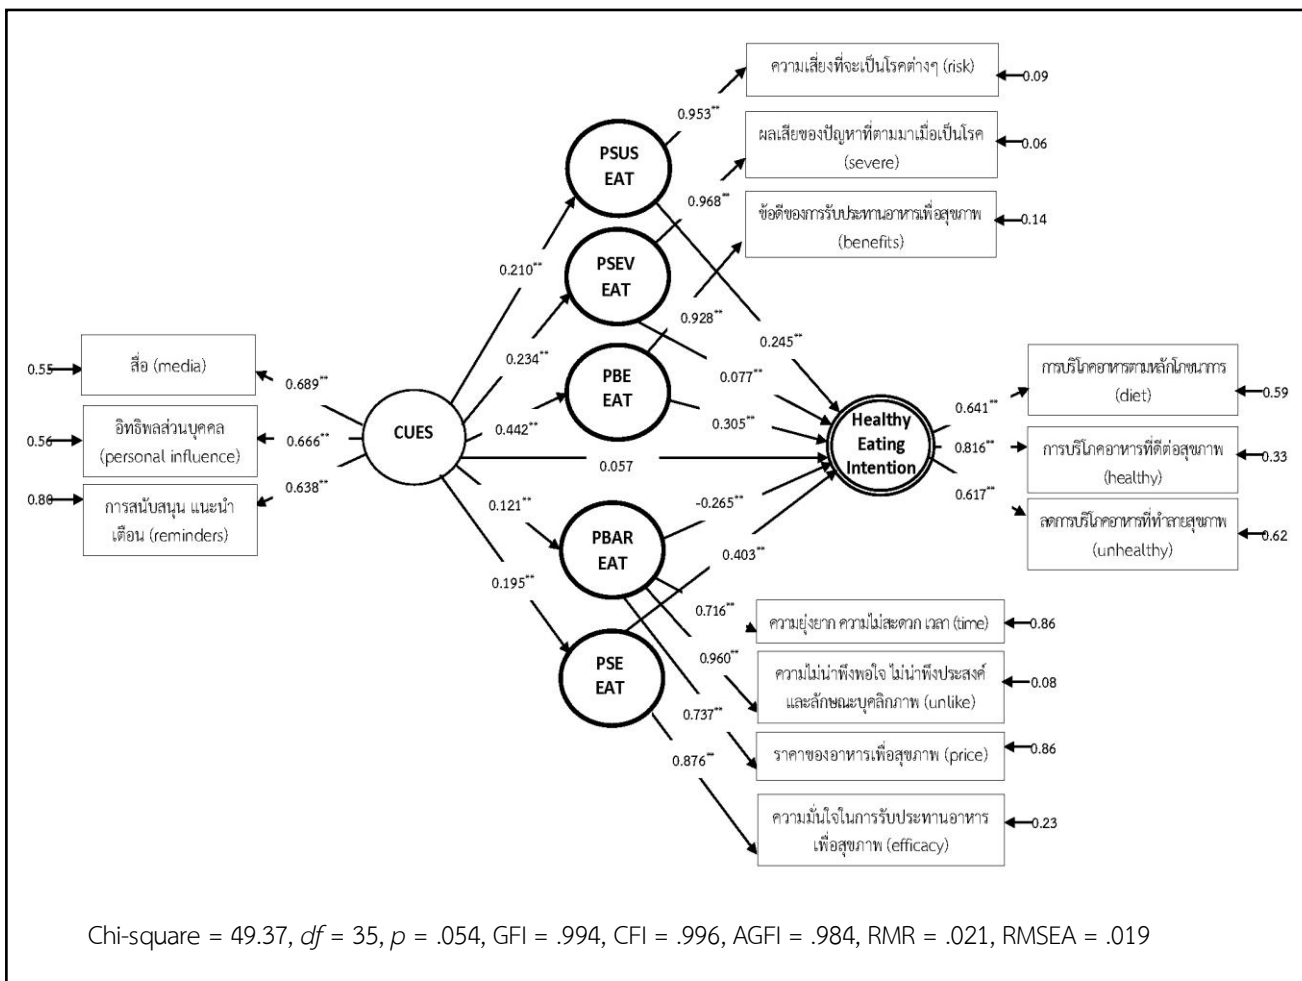 ความเสี่ยงที่จะเป็นโรคต่างๆ (risk)
0.09
0.953**
ผลเสียของปัญหาที่ตามมาเมื่อเป็นโรค
(severe)
0.06
PSUS
EAT
0.968**
ข้อดีของการรับประทานอาหารเพื่อสุขภาพ
(benefits)
0.14
0.210**
PSEV
EAT
0.928**
0.245**
0.234**
0.077**
สื่อ (media)
0.55
0.689**
PBE
EAT
การบริโภคอาหารตามหลักโภชนาการ
(diet)
0.59
0.641**
อิทธิพลส่วนบุคคล
(personal influence)
0.56
0.666**
CUES
0.442**
0.305**
Healthy
Eating
Intention
0.816**
การบริโภคอาหารที่ดีต่อสุขภาพ
(healthy)
0.33
0.057
การสนับสนุน แนะนำ
เตือน (reminders)
0.80
0.638**
0.121**
-0.265**
0.617**
ลดการบริโภคอาหารที่ทำลายสุขภาพ
(unhealthy)
0.62
PBAR
EAT
0.403**
0.195**
0.716**
ความยุ่งยาก ความไม่สะดวก เวลา (time)
0.86
PSE
EAT
0.960**
ความไม่น่าพึงพอใจ ไม่น่าพึงประสงค์
และลักษณะบุคลิกภาพ (unlike)
0.08
0.737**
ราคาของอาหารเพื่อสุขภาพ (price)
0.86
0.876**
ความมั่นใจในการรับประทานอาหาร
เพื่อสุขภาพ (efficacy)
0.23
Chi-square = 49.37, df = 35, p = .054, GFI = .994, CFI = .996, AGFI = .984, RMR = .021, RMSEA = .019